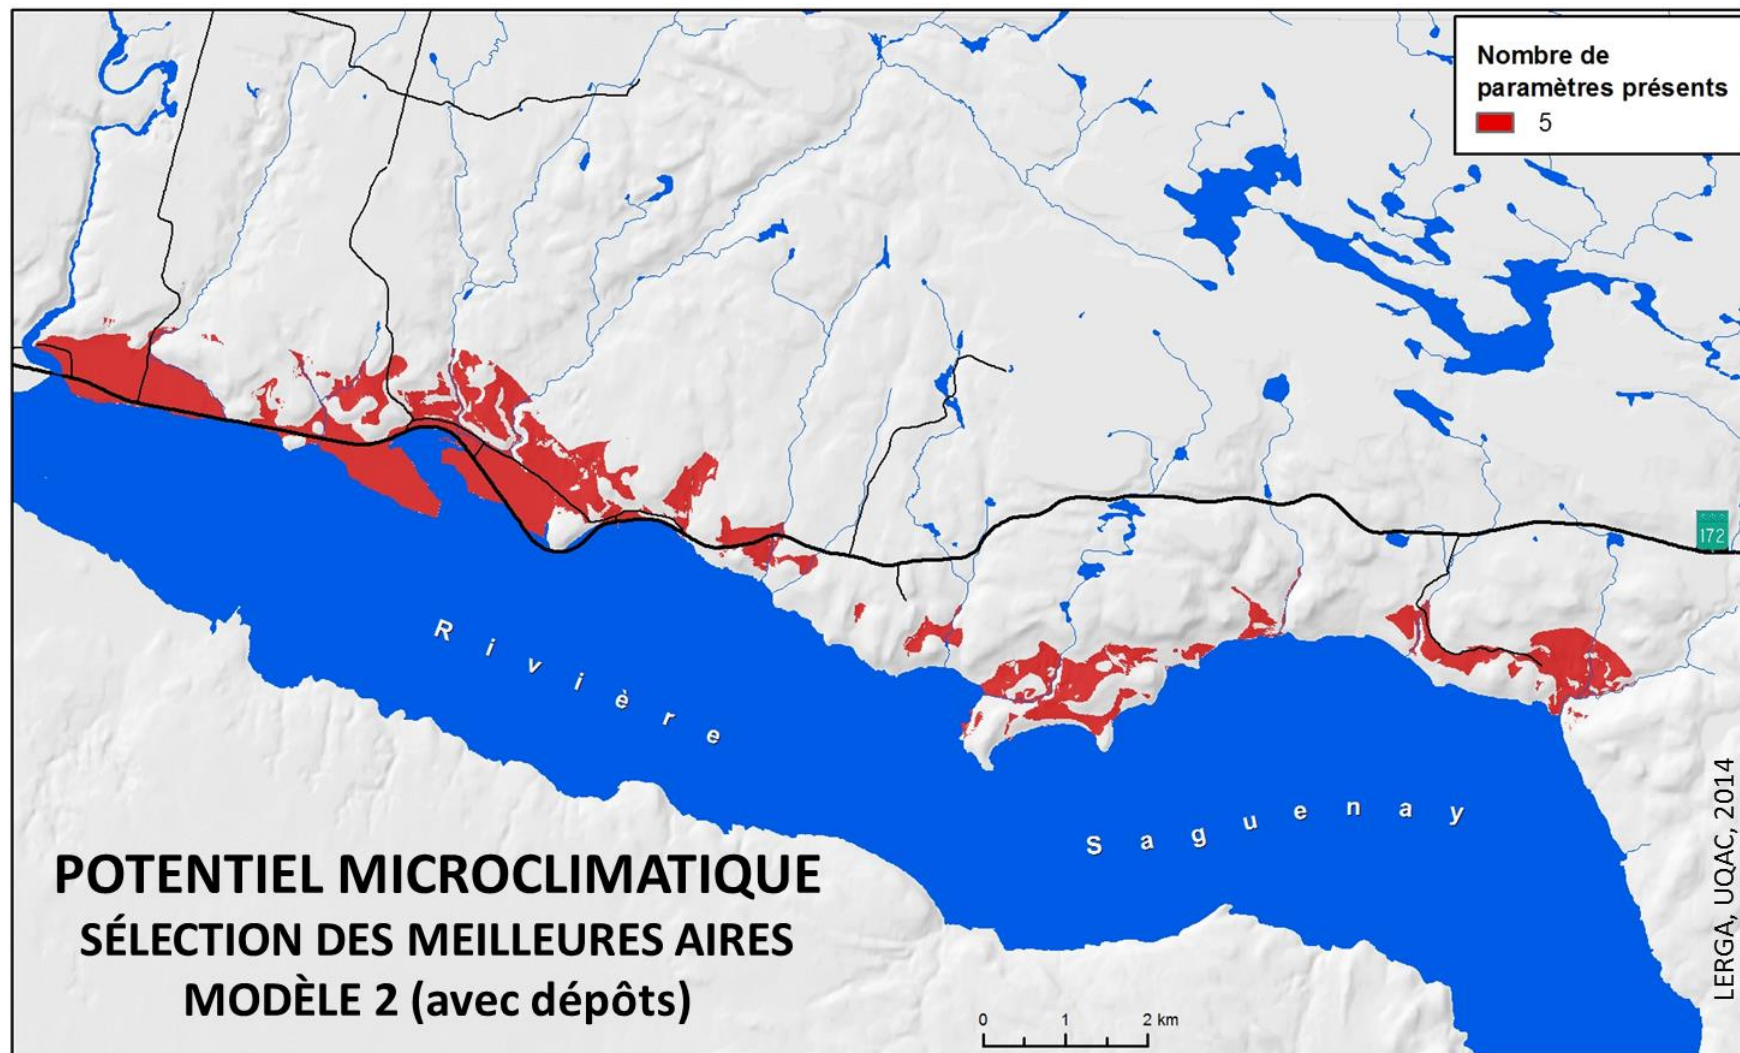 Nombre de
paramètres présents
5
172
Rivière
Saguenay
POTENTIEL MICROCLIMATIQUE
SÉLECTION DES MEILLEURES AIRES
MODÈLE 2 (avec dépôts)
0 1 2 km
LERGA, UQAC, 2014